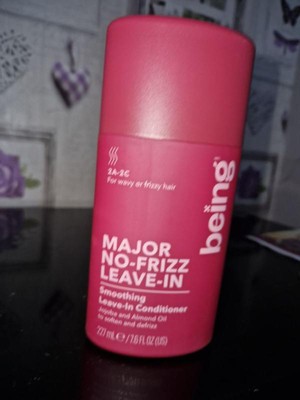 2A-2C
For wavy or frizzy hair
being
MAJOR
NO-FRIZZ
LEAVE-IN
Smoothing
Leave-In Conditioner
Jojoba and Almond Oil
to soften and defrizz
227 mL e / 7.6 FL OZ (US)